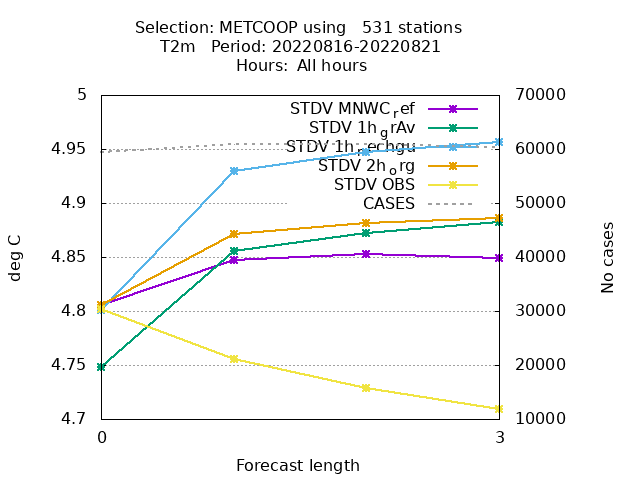 Selection: METCOOP using 531 stations
T2m Period: 20220816-20220821
Hours: All hours
5
4.95
4.9
4.85
4.8
4.75
4.7
deg C
70000
60000
50000
40000
30000
20000
10000
No cases
STDV MNWC_ref
STDV 1h_grAv
STDV 1h_rechgu
STDV 2h_org
STDV OBS
CASES
0 3
Forecast length